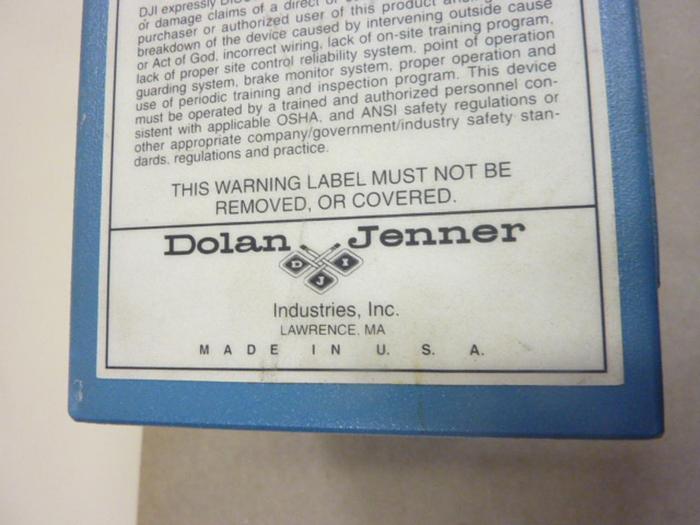 DJI expressly
or damage claims of a direct or
purchaser or authorized user of this product
breakdown of the device caused by intervening outside cause
or Act of God, incorrect wiring, lack of on-site training program,
lack of proper site control reliability system, point of operation
guarding system, brake monitor system, proper operation and
use of periodic training and inspection program. This device
must be operated by a trained and authorized personnel con-
sistent with applicable OSHA, and ANSI safety regulations or
other appropriate company/government/industry safety stan-
dards, regulations and practice.
THIS WARNING LABEL MUST NOT BE
REMOVED, OR COVERED.
Dolan Jenner
D J I
Industries, Inc.
LAWRENCE, MA
MADE IN U. S. A.